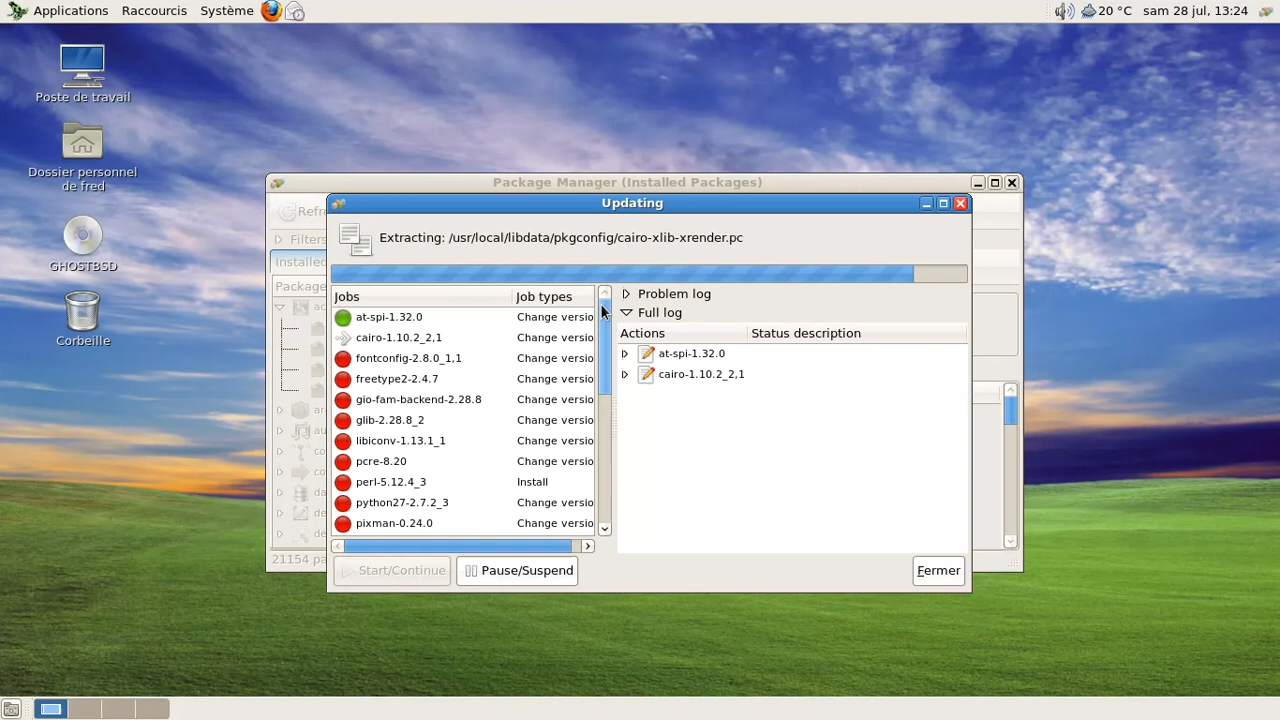 Applications Raccourcis Système 20 °C sam 28 jul, 13:24
Poste de travail
Dossier personnel
de fred
GHOSTBSD
Corbeille
Package Manager (Installed Packages)
Refr
Filters
Installed
Package
21154 pa
Updating
Extracting: /usr/local/libdata/pkgconfig/cairo-xlib-xrender.pc
Jobs Job types
at-spi-1.32.0 Change versio
cairo-1.10.2_2,1 Change versio
fontconfig-2.8.0_1,1 Change versio
freetype2-2.4.7 Change versio
gio-fam-backend-2.28.8 Change versio
glib-2.28.8_2 Change versio
libiconv-1.13.1_1 Change versio
pcre-8.20 Change versio
perl-5.12.4_3 Install
python27-2.7.2_3 Change versio
pixman-0.24.0 Change versio
Problem log
Full log
Actions Status description
at-spi-1.32.0
cairo-1.10.2_2,1
Start/Continue Pause/Suspend Fermer